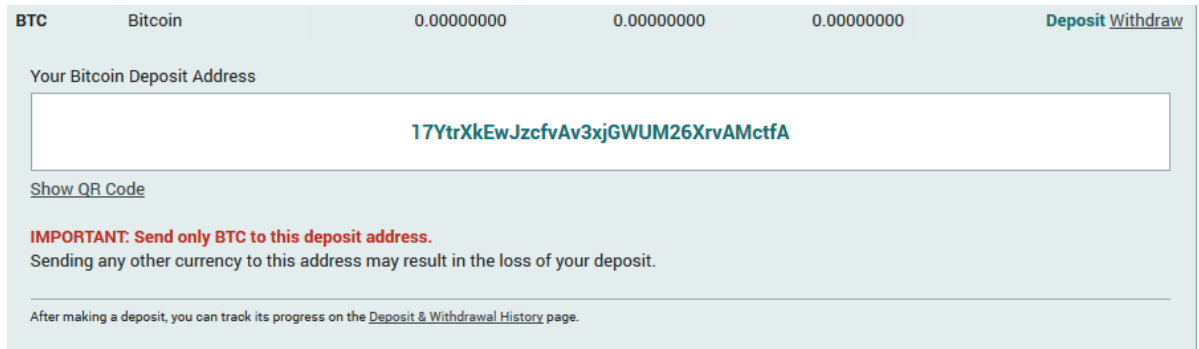 BTC Bitcoin 0.00000000 0.00000000 0.00000000 Deposit Withdraw
Your Bitcoin Deposit Address
17YtrXkEwJzcfvAv3xjGWUM26XrvAMctfA
Show QR Code
IMPORTANT: Send only BTC to this deposit address.
Sending any other currency to this address may result in the loss of your deposit.
After making a deposit, you can track its progress on the Deposit & Withdrawal History page.